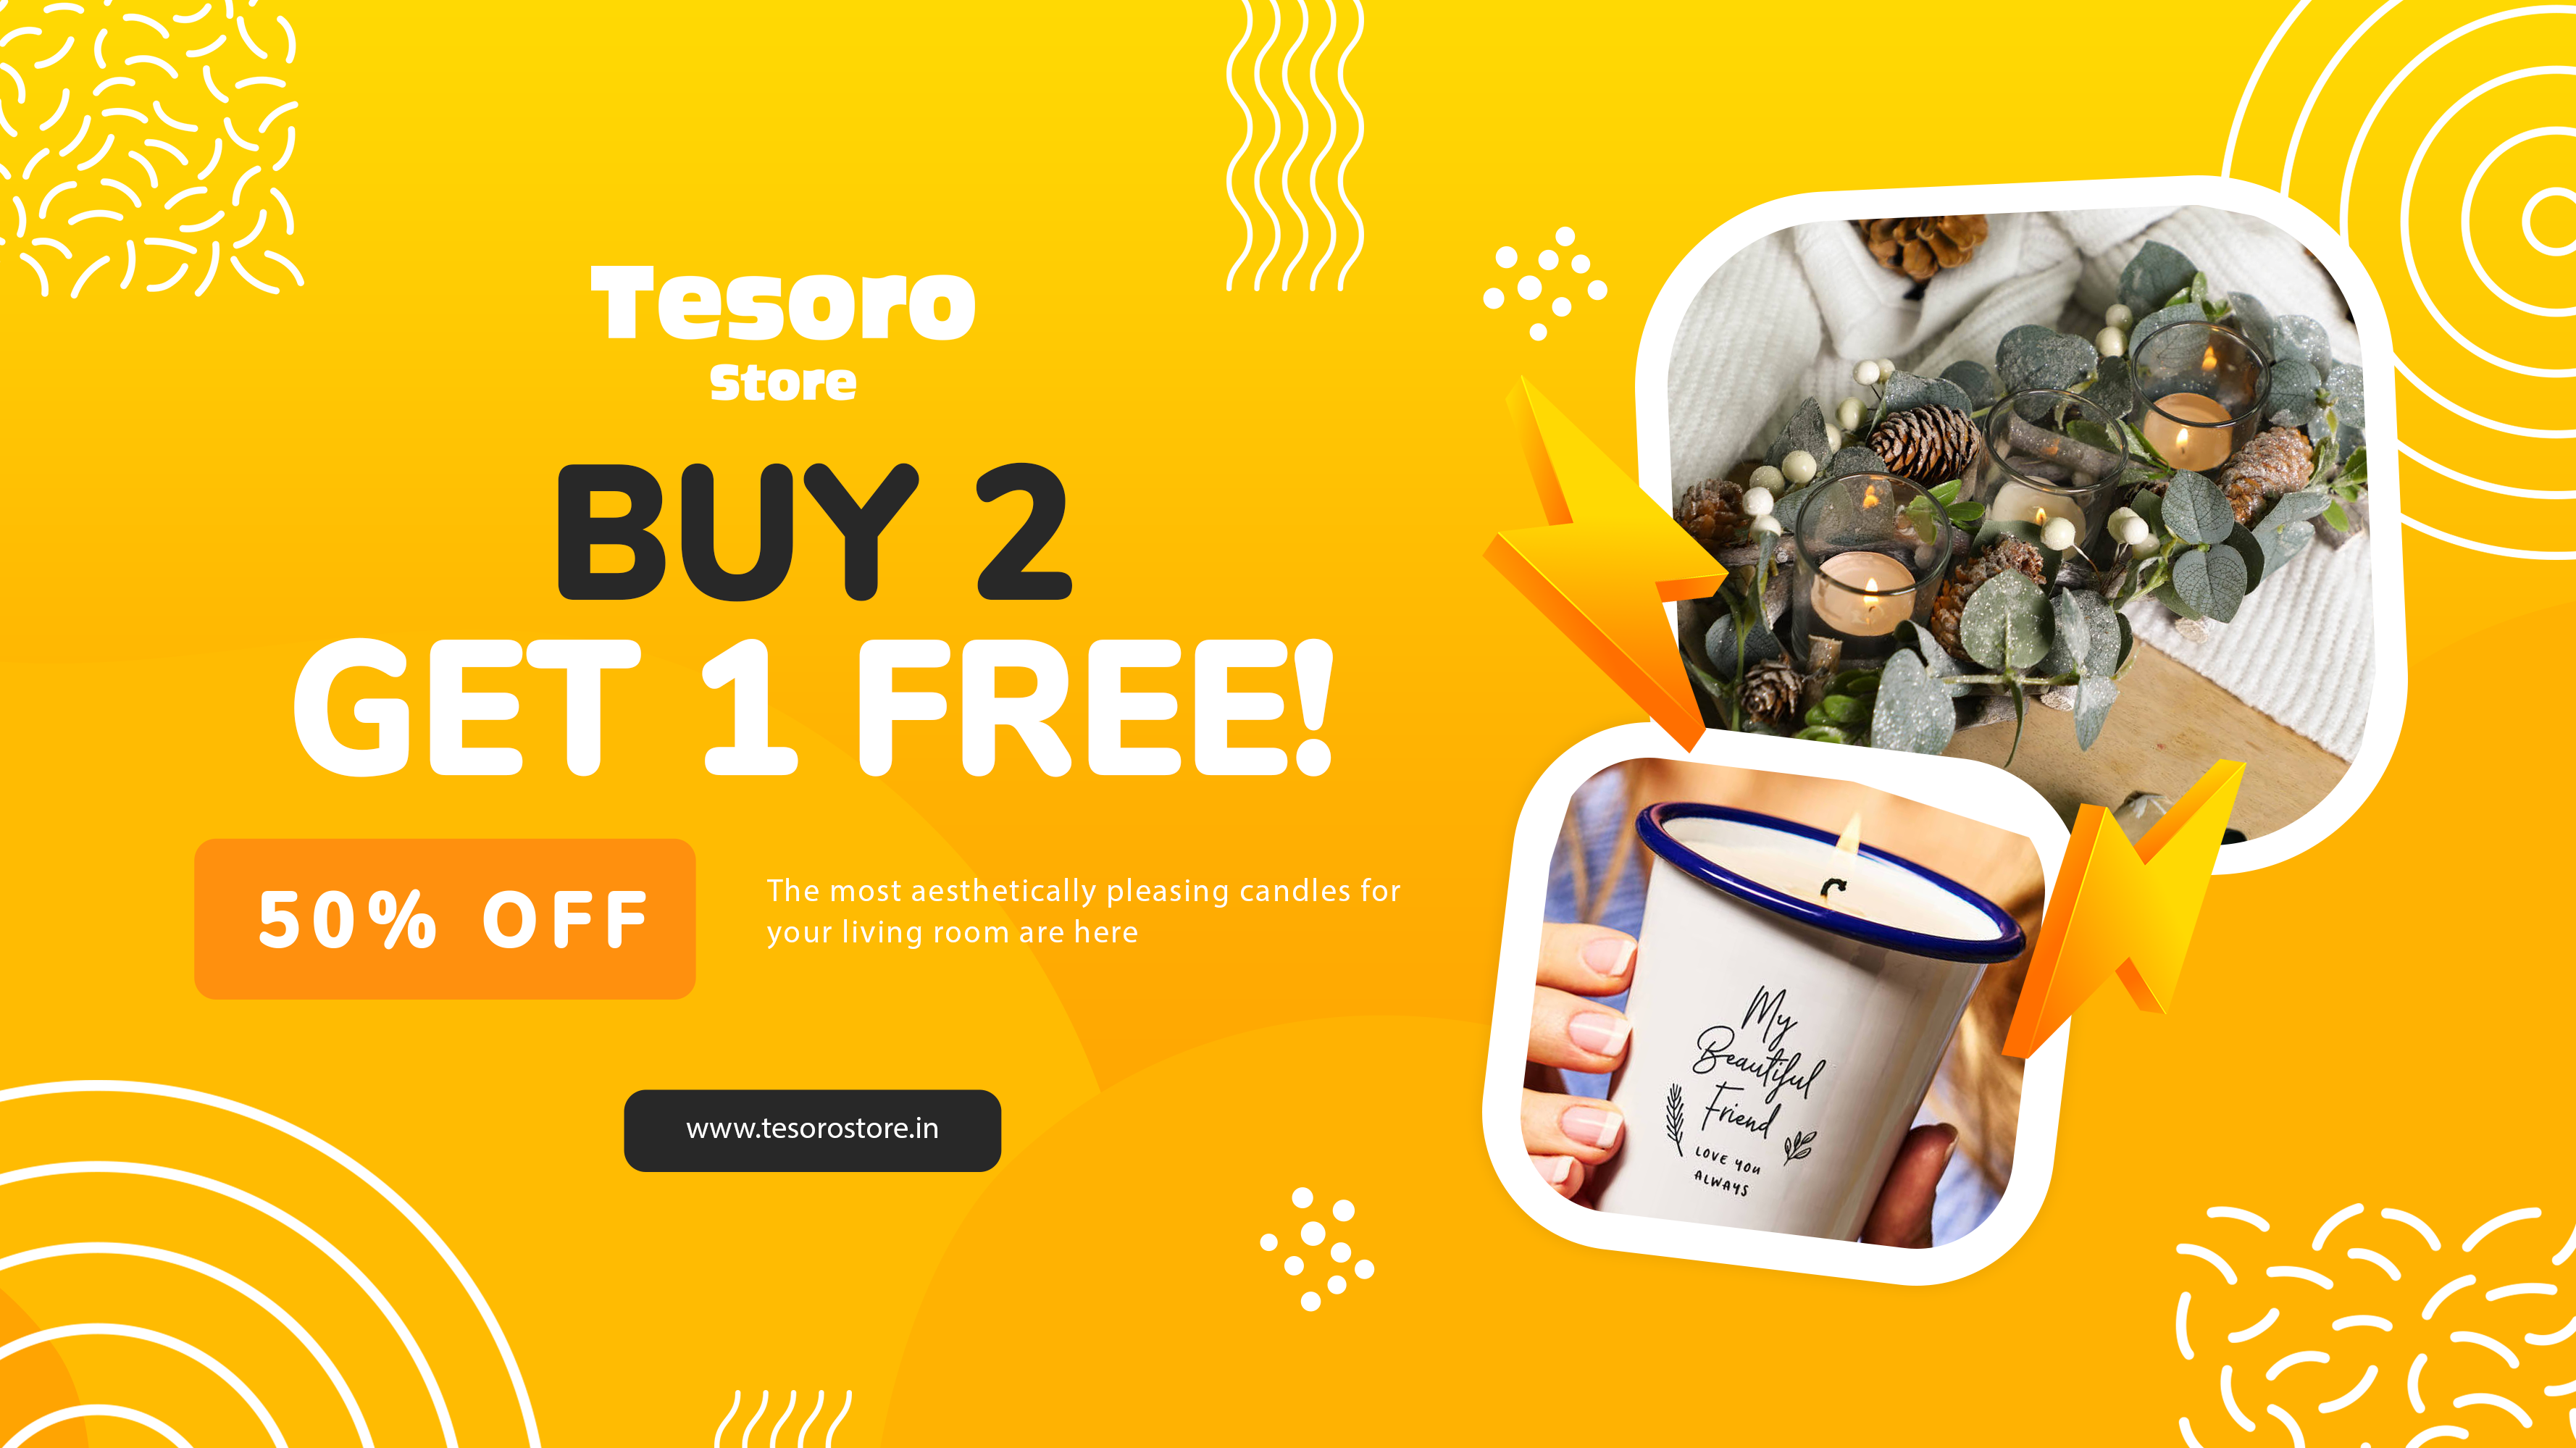 Tesoro
Store
BUY 2
GET 1 FREE!
50% OFF
The most aesthetically pleasing candles for
your living room are here
www.tesorostore.in
My
Beautiful
Friend
LOVE YOU
ALWAYS